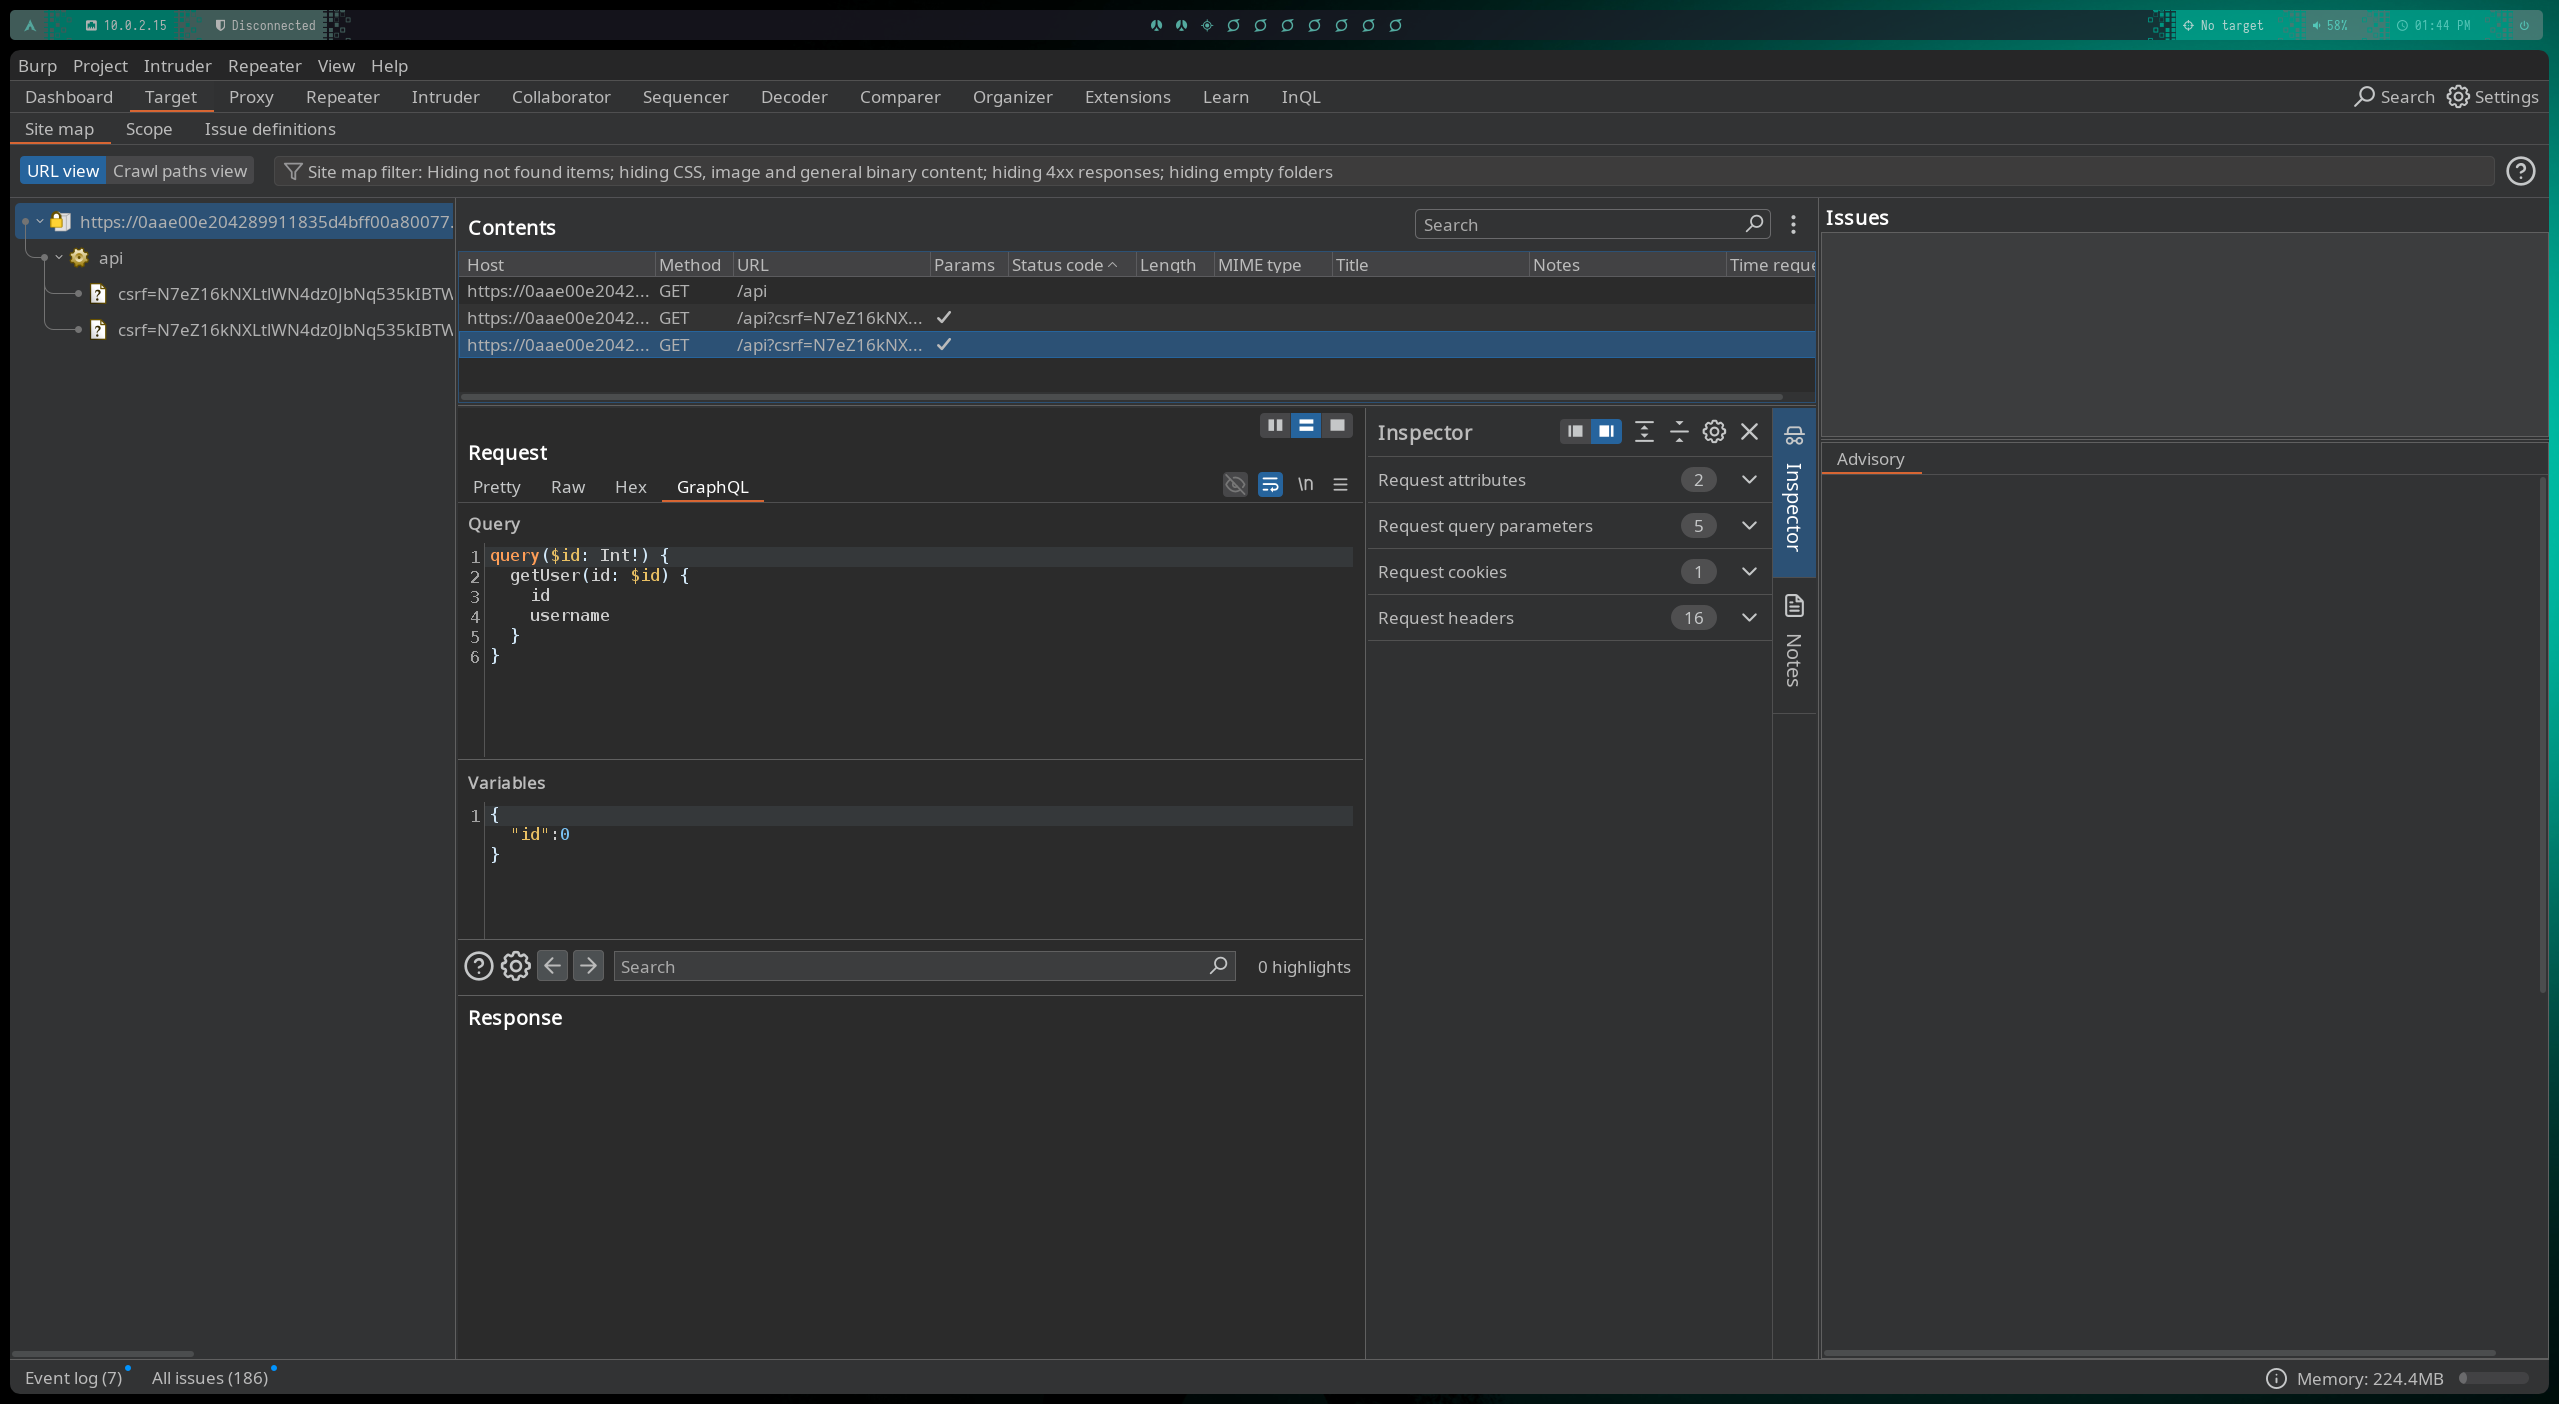 10.0.2.15 Disconnected No target 58% 01:44 PM
Burp Project Intruder Repeater View Help
Dashboard Target Proxy Repeater Intruder Collaborator Sequencer Decoder Comparer Organizer Extensions Learn InQL Search Settings
Site map Scope Issue definitions
URL view Crawl paths view Site map filter: Hiding not found items; hiding CSS, image and general binary content; hiding 4xx responses; hiding empty folders
https://0aae00e204289911835d4bff00a80077.
api
csrf=N7eZ16kNXLtlWN4dz0JbNq535kIBTW
csrf=N7eZ16kNXLtlWN4dz0JbNq535kIBTW
Contents Search
Host Method URL Params Status code Length MIME type Title Notes Time reque
https://0aae00e2042... GET /api
https://0aae00e2042... GET /api?csrf=N7eZ16kNX...
https://0aae00e2042... GET /api?csrf=N7eZ16kNX...
Request
Pretty Raw Hex GraphQL \n
Query
1 query($id: Int!) {
2 getUser(id: $id) {
3 id
4 username
5 }
6 }
Variables
1 {
"id":0
}
Search 0 highlights
Response
Inspector
Request attributes 2
Request query parameters 5
Request cookies 1
Request headers 16
Inspector
Notes
Issues
Advisory
Event log (7) All issues (186) Memory: 224.4MB